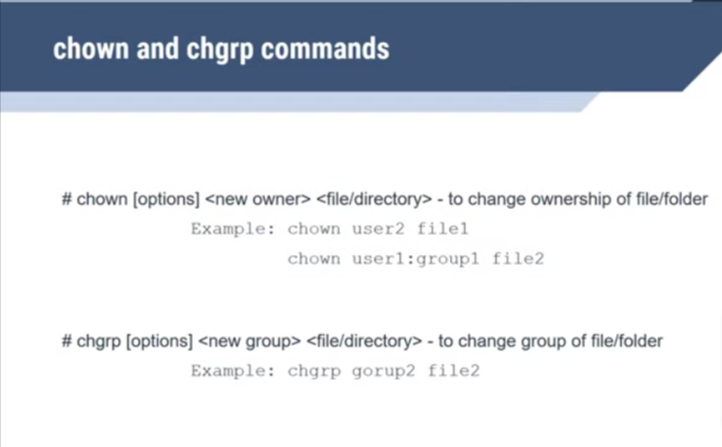 chown and chgrp commands
# chown [options] <new owner> <file/directory> - to change ownership of file/folder
Example: chown user2 file1
chown user1:group1 file2
# chgrp [options] <new group> <file/directory> - to change group of file/folder
Example: chgrp gorup2 file2